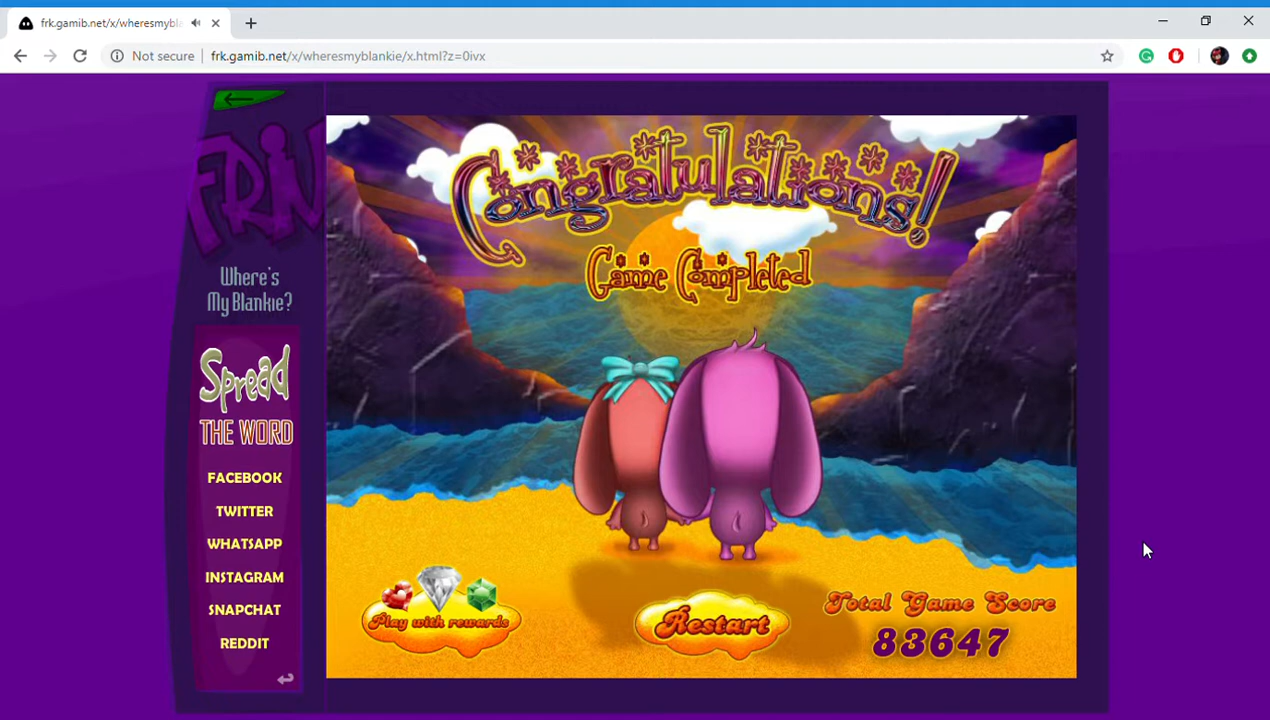 frk.gamib.net/x/wheresmybl
Not secure
frk.gamib.net/x/wheresmyblankie/x.html?z=0ivx
FRIV
Where's
My Blankie?
Spread
THE WORD
FACEBOOK
TWITTER
WHATSAPP
INSTAGRAM
SNAPCHAT
REDDIT
Congratulations!
Game Completed
Play with rewards
Restart
Total Game Score
83647